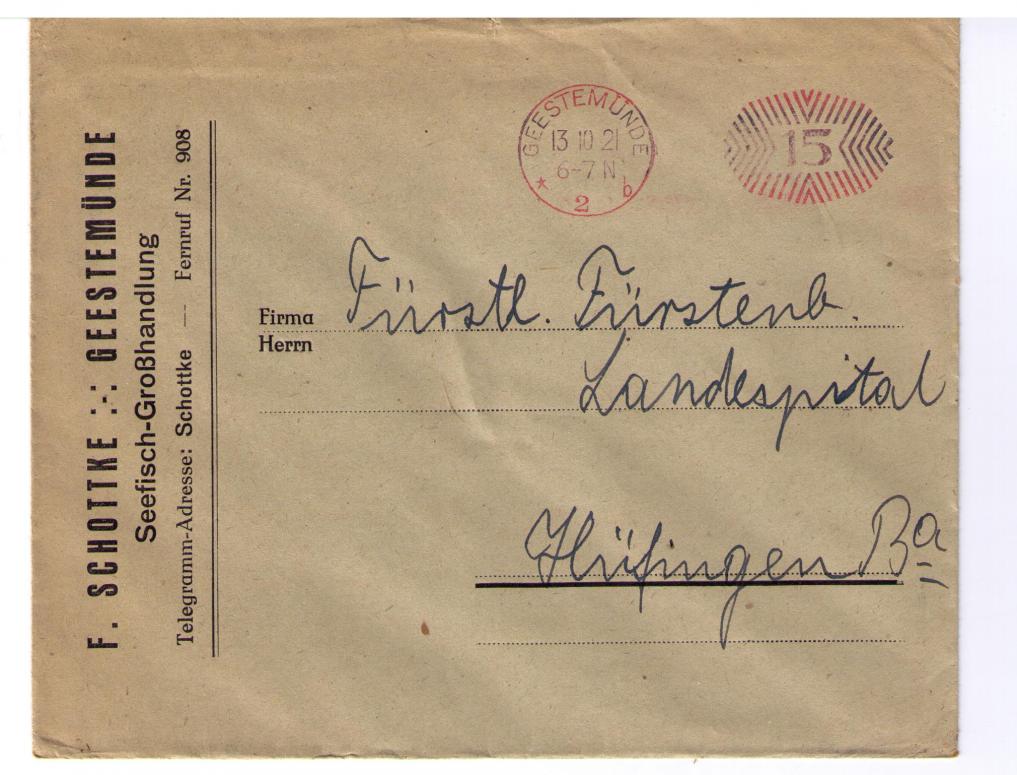 F. SCHOTTKE :-: GEESTEMÜNDE
Seefisch-Großhandlung
Telegramm-Adresse: Schottke — Fernruf Nr. 908
GEESTEMÜNDE
13 10 21
6-7 N
* 2 b
15
Firma Fürstl. Fürstenb.
Herrn
Landespital
Hüfingen Ba